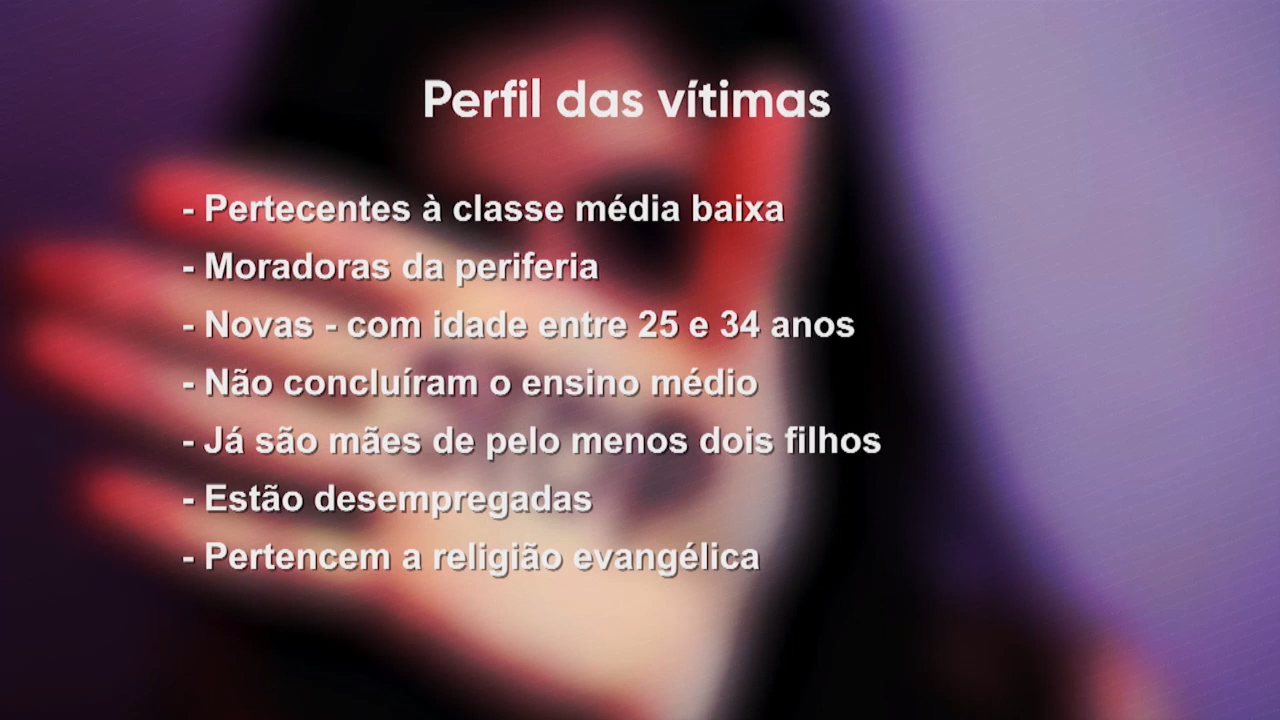 Perfil das vítimas
- Pertecentes à classe média baixa
- Moradoras da periferia
- Novas - com idade entre 25 e 34 anos
- Não concluíram o ensino médio
- Já são mães de pelo menos dois filhos
- Estão desempregadas
- Pertencem a religião evangélica